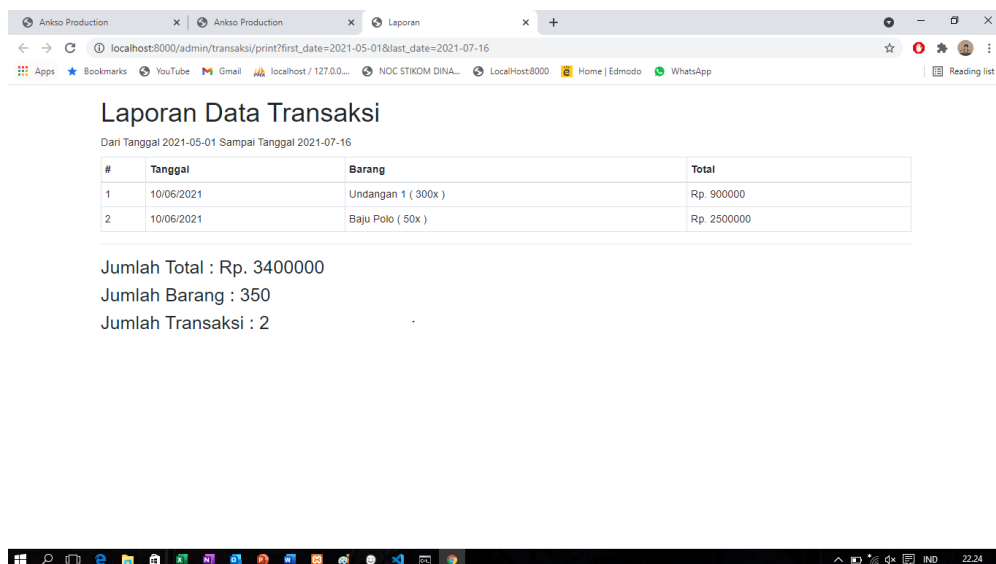 Ankso Production
Ankso Production
Laporan
localhost:8000/admin/transaksi/print?first_date=2021-05-01&last_date=2021-07-16
Apps Bookmarks YouTube Gmail localhost / 127.0.0.... NOC STIKOM DINA... LocalHost:8000 Home | Edmodo WhatsApp Reading list
Laporan Data Transaksi
Dari Tanggal 2021-05-01 Sampai Tanggal 2021-07-16
# Tanggal Barang Total
1 10/06/2021 Undangan 1 ( 300x ) Rp. 900000
2 10/06/2021 Baju Polo ( 50x ) Rp. 2500000
Jumlah Total : Rp. 3400000
Jumlah Barang : 350
Jumlah Transaksi : 2
IND 22.24